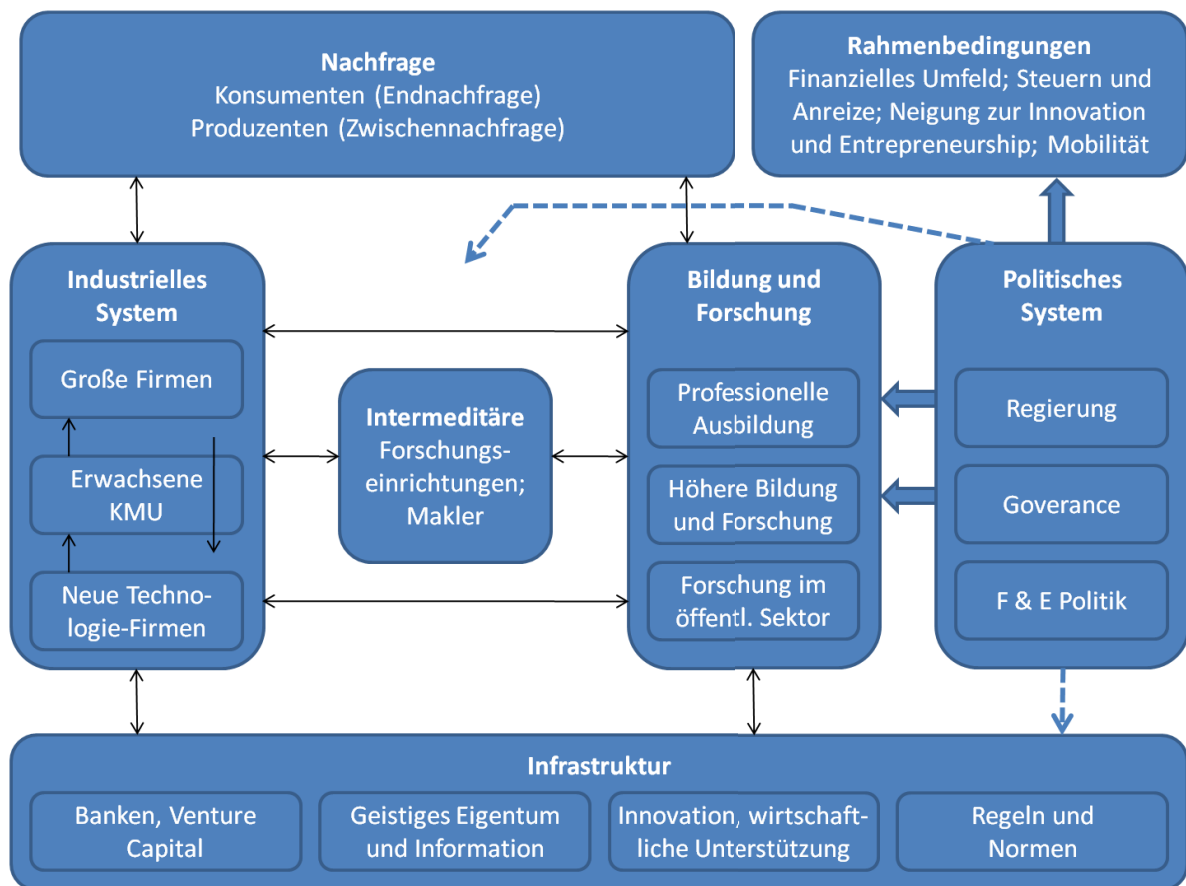 Nachfrage
Konsumenten (Endnachfrage)
Produzenten (Zwischennachfrage)
Rahmenbedingungen
Finanzielles Umfeld; Steuern und
Anreize; Neigung zur Innovation
und Entrepreneurship; Mobilität
Industrielles
System
Große Firmen
Erwachsene
KMU
Neue Techno-
logie-Firmen
Intermeditäre
Forschungs-
einrichtungen;
Makler
Bildung und
Forschung
Professionelle
Ausbildung
Höhere Bildung
und Forschung
Forschung im
öffentl. Sektor
Politisches
System
Regierung
Goverance
F & E Politik
Infrastruktur
Banken, Venture
Capital
Geistiges Eigentum
und Information
Innovation, wirtschaft-
liche Unterstützung
Regeln und
Normen